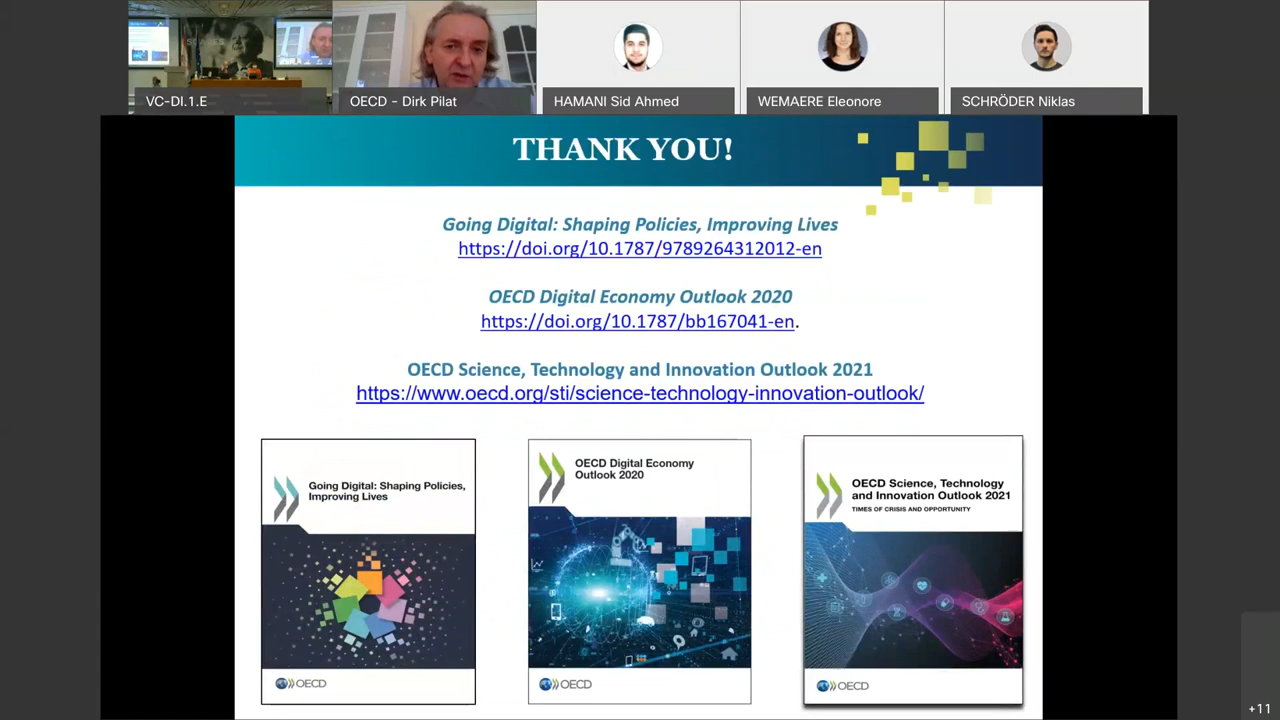 VC-DI.1.E
OECD - Dirk Pilat
HAMANI Sid Ahmed
WEMAERE Eleonore
SCHRÖDER Niklas
THANK YOU!
Going Digital: Shaping Policies, Improving Lives
https://doi.org/10.1787/9789264312012-en
OECD Digital Economy Outlook 2020
https://doi.org/10.1787/bb167041-en.
OECD Science, Technology and Innovation Outlook 2021
https://www.oecd.org/sti/science-technology-innovation-outlook/
Going Digital: Shaping Policies,
Improving Lives
OECD
OECD Digital Economy
Outlook 2020
OECD
OECD Science, Technology
and Innovation Outlook 2021
TIMES OF CRISIS AND OPPORTUNITY
OECD
+11